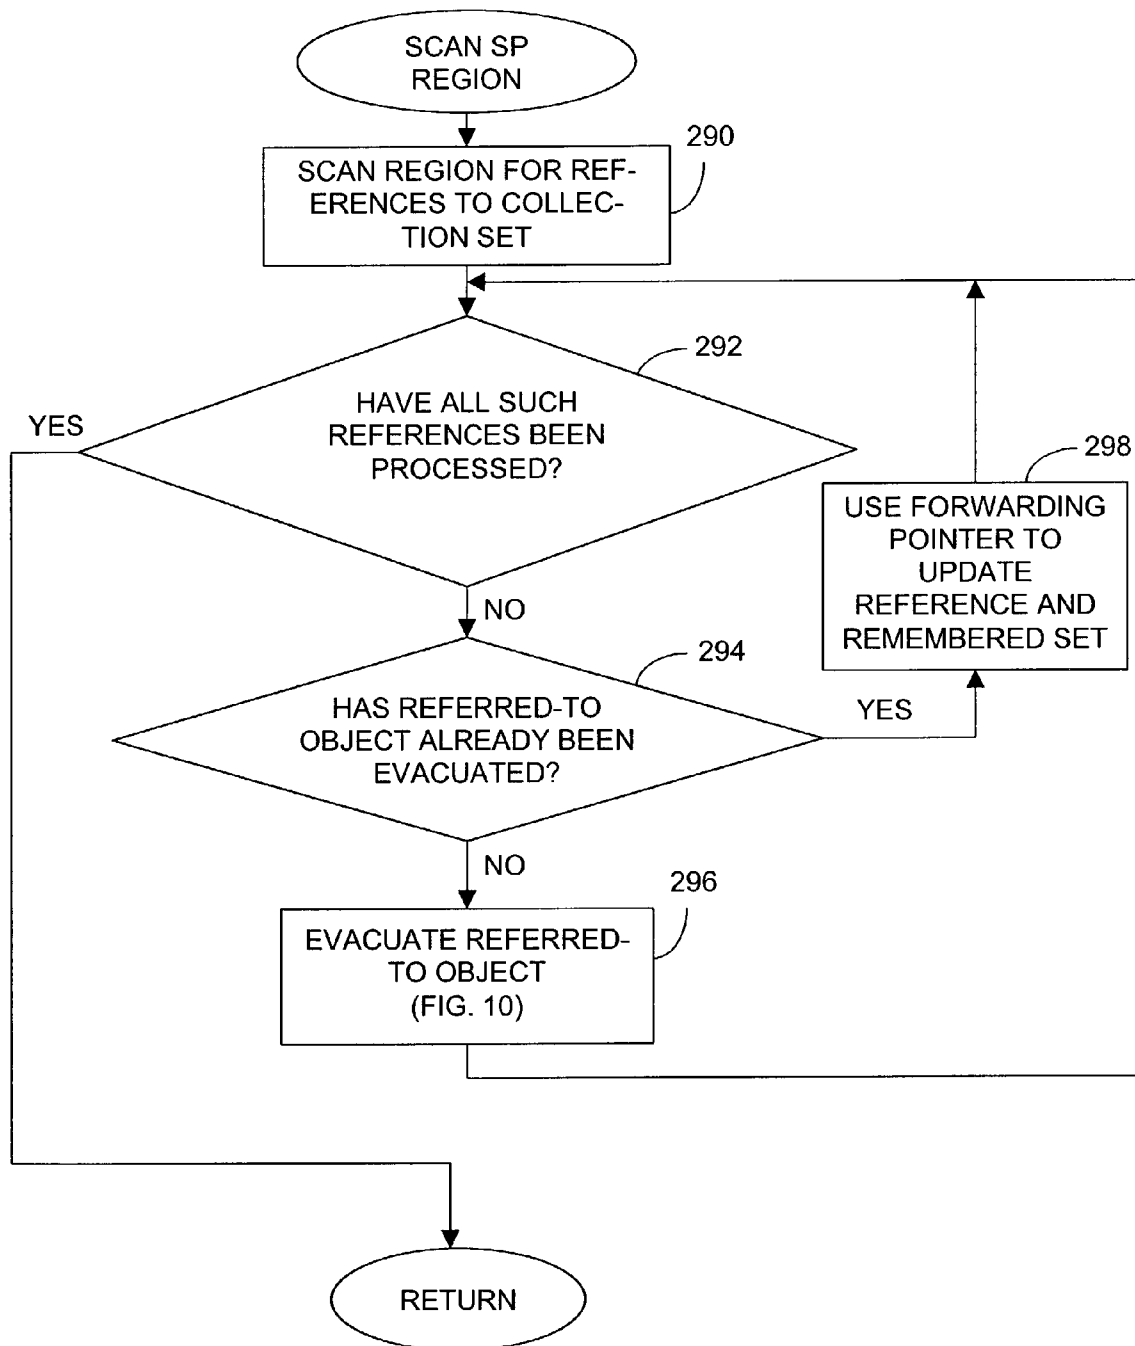 SCAN SP
REGION
290
SCAN REGION FOR REF-
ERENCES TO COLLEC-
TION SET
292
HAVE ALL SUCH
REFERENCES BEEN
PROCESSED?
YES
298
USE FORWARDING
POINTER TO
UPDATE
REFERENCE AND
REMEMBERED SET
NO
294
HAS REFERRED-TO
OBJECT ALREADY BEEN
EVACUATED?
YES
NO
296
EVACUATE REFERRED-
TO OBJECT
(FIG. 10)
RETURN